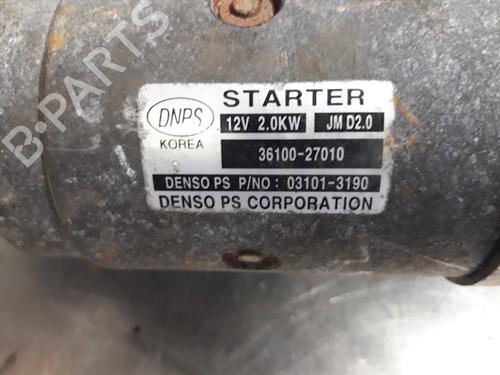 B-PARTS
DNPS
KOREA
STARTER
12V 2.0KW JM D2.0
36100-27010
DENSO PS P/NO: 03101-3190
DENSO PS CORPORATION